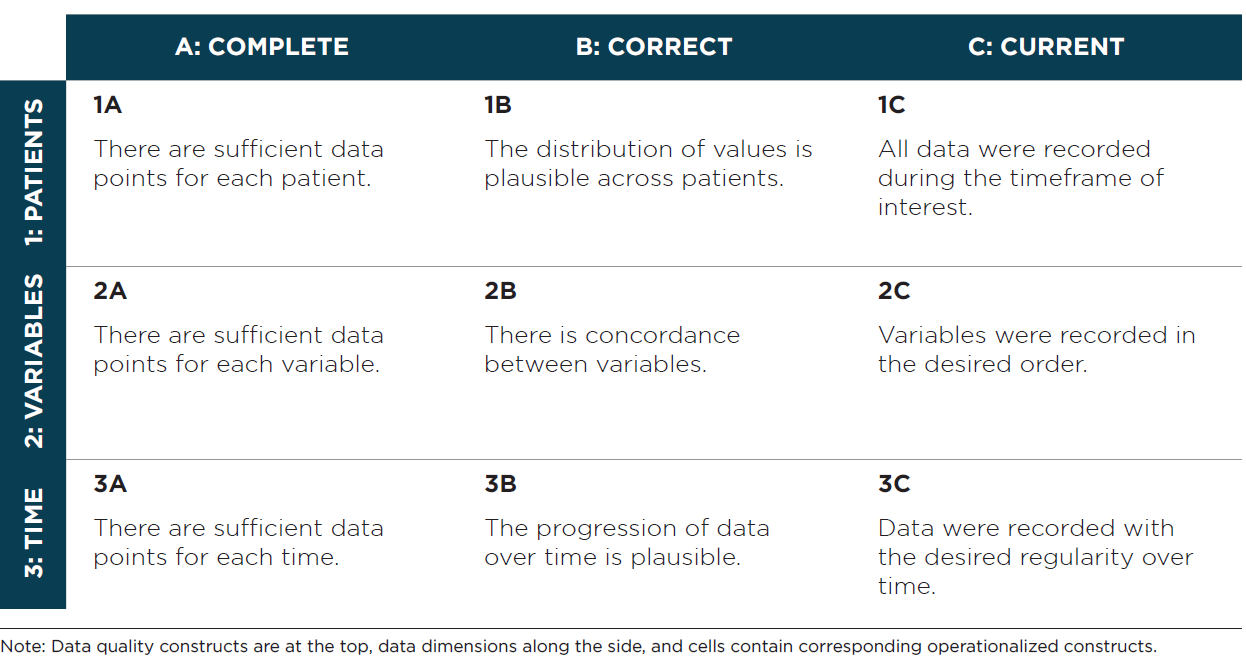 A: COMPLETE
B: CORRECT
C: CURRENT
1: PATIENTS
1A
There are sufficient data
points for each patient.
1B
The distribution of values is
plausible across patients.
1C
All data were recorded
during the timeframe of
interest.
2: VARIABLES
2A
There are sufficient data
points for each variable.
2B
There is concordance
between variables.
2C
Variables were recorded in
the desired order.
3: TIME
3A
There are sufficient data
points for each time.
3B
The progression of data
over time is plausible.
3C
Data were recorded with
the desired regularity over
time.
Note: Data quality constructs are at the top, data dimensions along the side, and cells contain corresponding operationalized constructs.